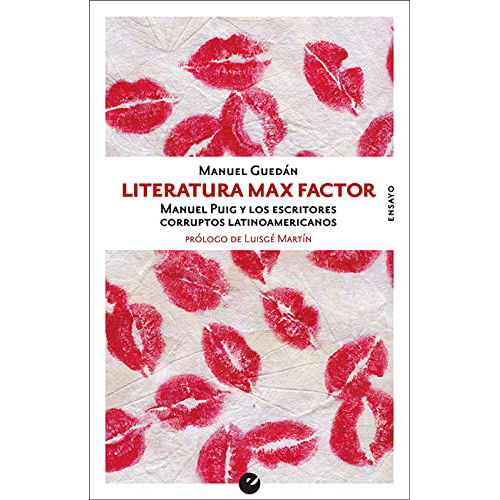 Manuel Guedán
LITERATURA MAX FACTOR
Manuel Puig y los escritores
corruptos latinoamericanos
prólogo de Luisgé Martín
ENSAYO